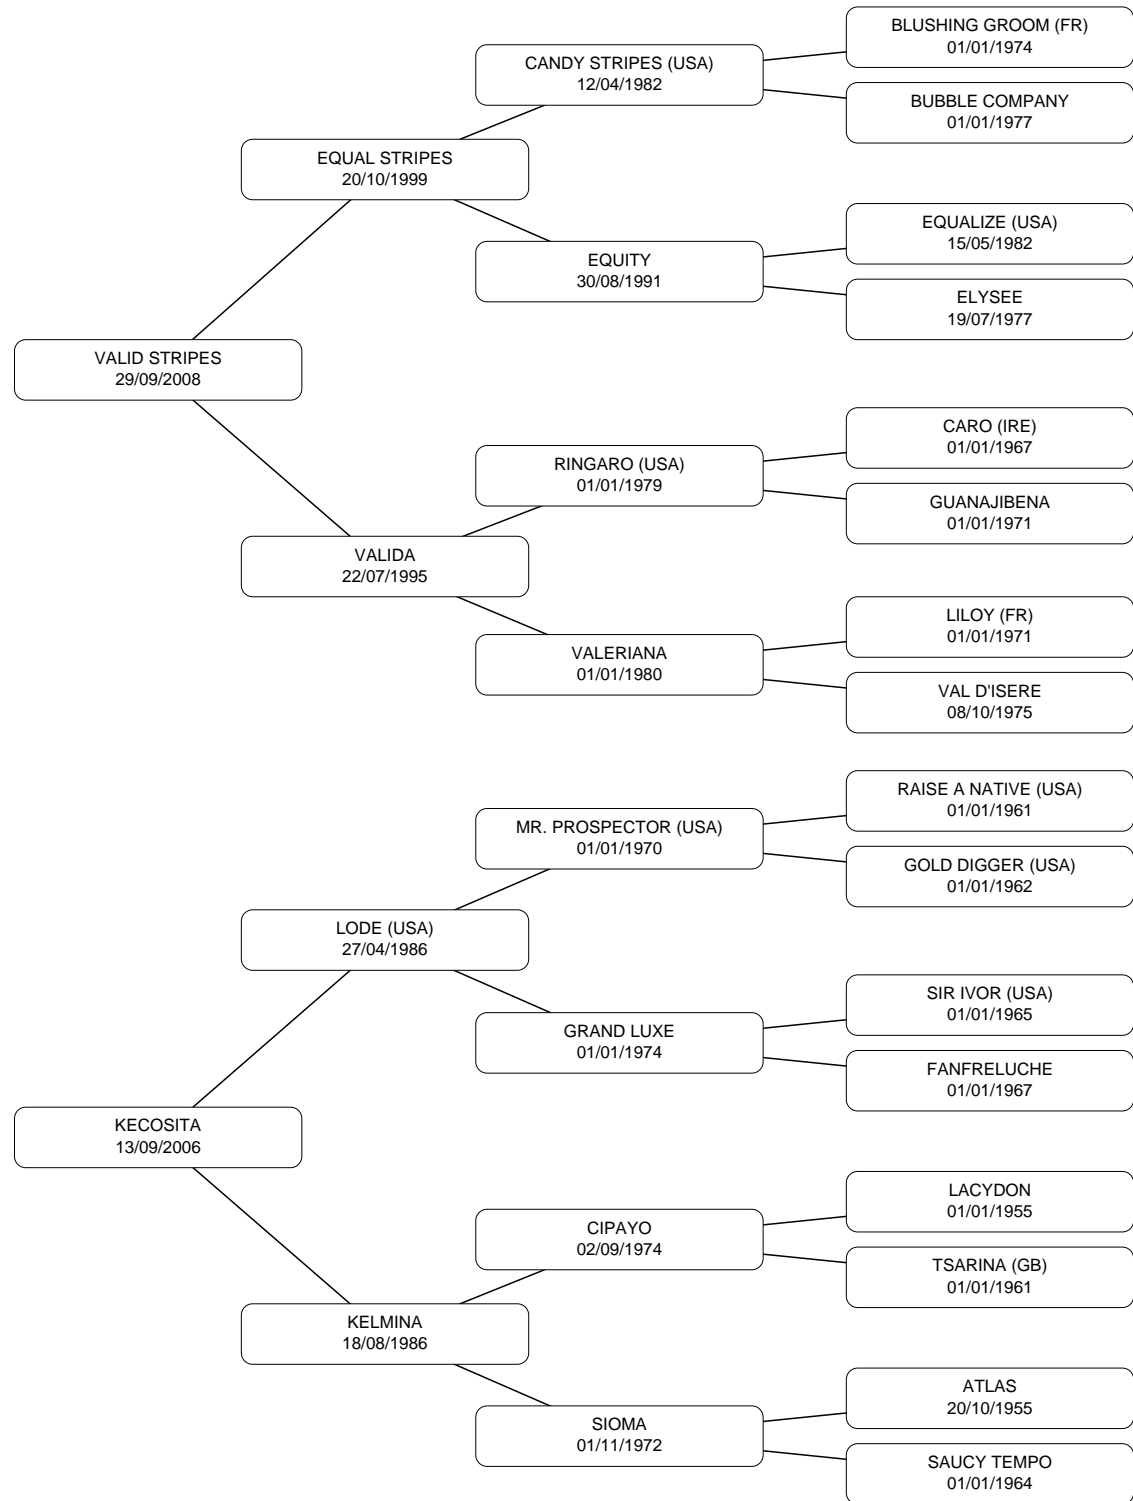 BLUSHING GROOM (FR)
01/01/1974
CANDY STRIPES (USA)
12/04/1982
BUBBLE COMPANY
01/01/1977
EQUAL STRIPES
20/10/1999
EQUALIZE (USA)
15/05/1982
EQUITY
30/08/1991
ELYSEE
19/07/1977
VALID STRIPES
29/09/2008
CARO (IRE)
01/01/1967
RINGARO (USA)
01/01/1979
GUANAJIBENA
01/01/1971
VALIDA
22/07/1995
LILOY (FR)
01/01/1971
VALERIANA
01/01/1980
VAL D'ISERE
08/10/1975
RAISE A NATIVE (USA)
01/01/1961
MR. PROSPECTOR (USA)
01/01/1970
GOLD DIGGER (USA)
01/01/1962
LODE (USA)
27/04/1986
SIR IVOR (USA)
01/01/1965
GRAND LUXE
01/01/1974
FANFRELUCHE
01/01/1967
KECOSITA
13/09/2006
LACYDON
01/01/1955
CIPAYO
02/09/1974
TSARINA (GB)
01/01/1961
KELMINA
18/08/1986
ATLAS
20/10/1955
SIOMA
01/11/1972
SAUCY TEMPO
01/01/1964